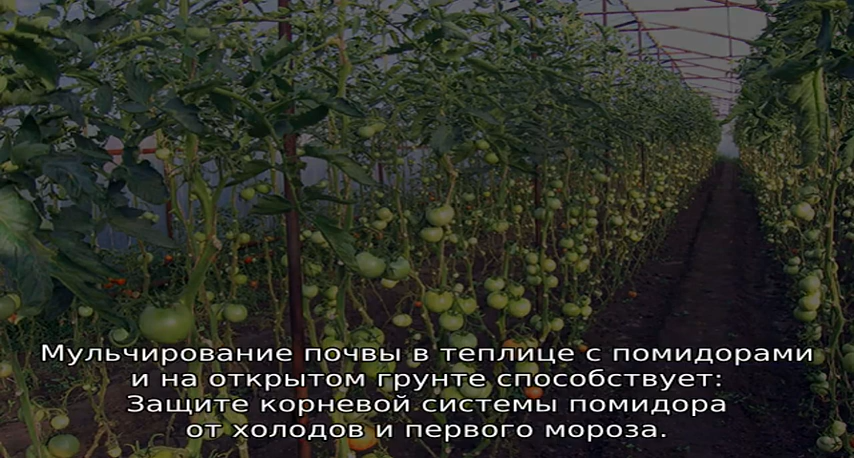 Мульчирование почвы в теплице с помидорами
и на открытом грунте способствует:
Защите корневой системы помидора
от холодов и первого мороза.